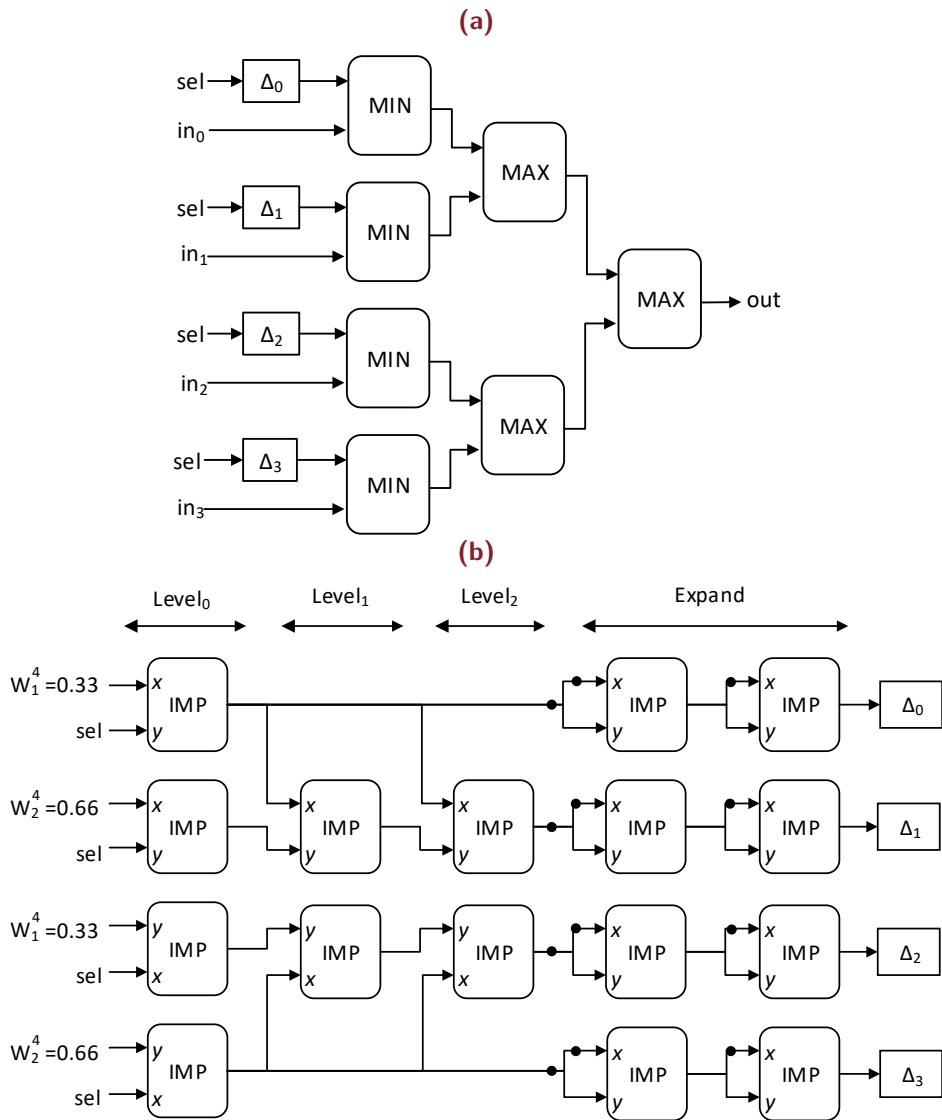 (a)
sel Δ₀ MIN
in₀
MAX
sel Δ₁ MIN
in₁
MAX out
sel Δ₂ MIN
in₂
MAX
sel Δ₃ MIN
in₃
(b)
Level₀ Level₁ Level₂ Expand
W₁⁴=0.33 x IMP x IMP x IMP Δ₀
sel y y y
W₂⁴=0.66 x IMP x IMP x IMP x IMP x IMP Δ₁
sel y y y y y
W₁⁴=0.33 y IMP y IMP y IMP x IMP x IMP Δ₂
sel x x x y y
W₂⁴=0.66 y IMP x IMP x IMP Δ₃
sel x y y